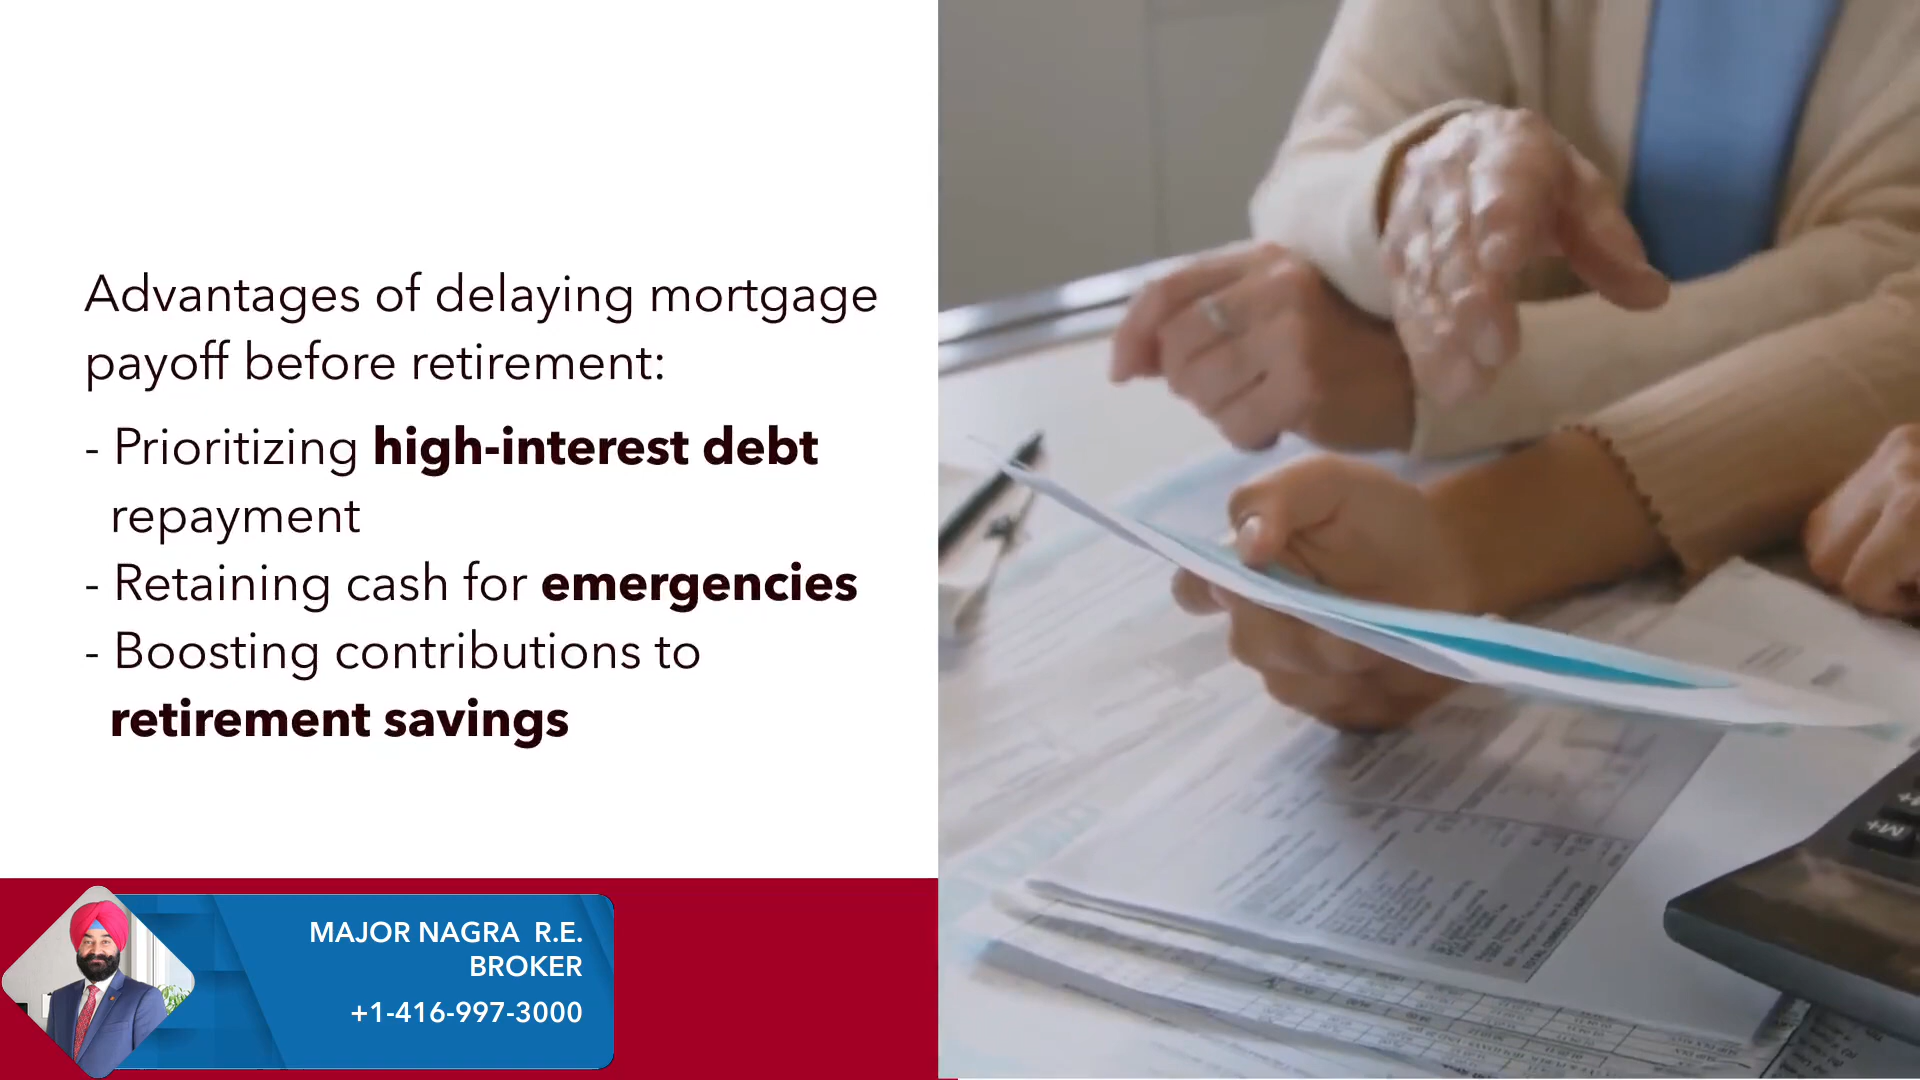 Advantages of delaying mortgage
payoff before retirement:
- Prioritizing high-interest debt
repayment
- Retaining cash for emergencies
- Boosting contributions to
retirement savings
MAJOR NAGRA R.E.
BROKER
+1-416-997-3000
M+